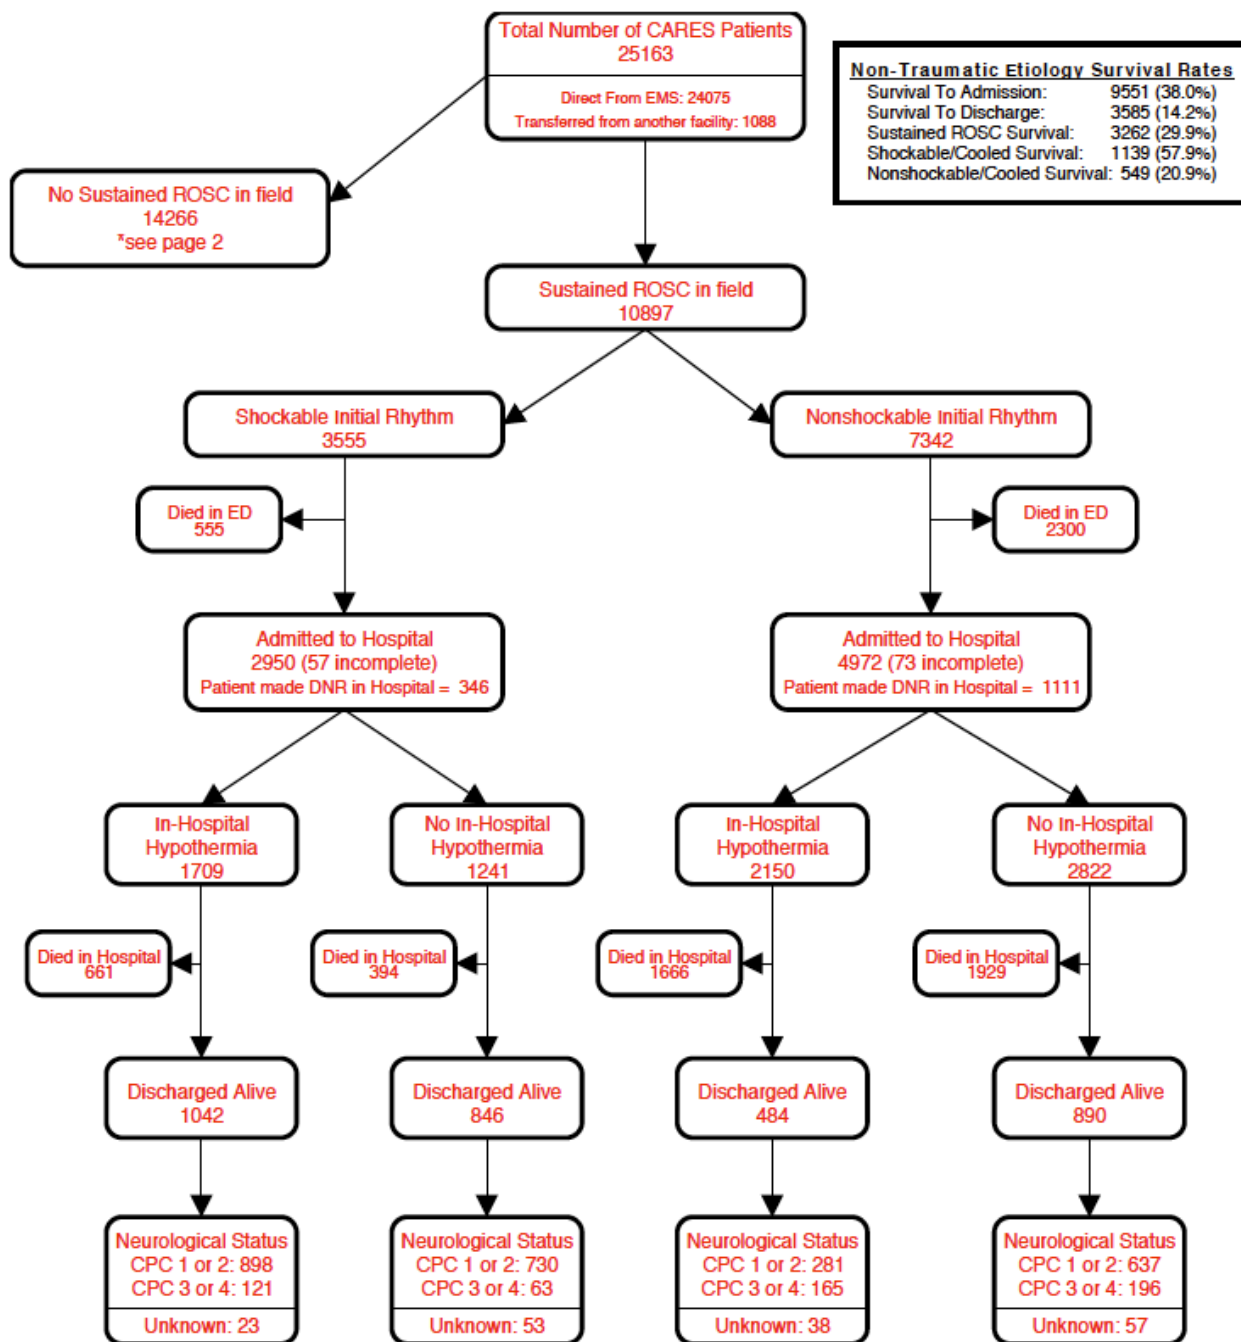 Total Number of CARES Patients
25163
Direct From EMS: 24075
Transferred from another facility: 1088
Non-Traumatic Etiology Survival Rates
Survival To Admission: 9551 (38.0%)
Survival To Discharge: 3585 (14.2%)
Sustained ROSC Survival: 3262 (29.9%)
Shockable/Cooled Survival: 1139 (57.9%)
Nonshockable/Cooled Survival: 549 (20.9%)
No Sustained ROSC in field
14266
*see page 2
Sustained ROSC in field
10897
Shockable Initial Rhythm
3555
Nonshockable Initial Rhythm
7342
Died in ED
555
Died in ED
2300
Admitted to Hospital
2950 (57 incomplete)
Patient made DNR in Hospital = 346
Admitted to Hospital
4972 (73 incomplete)
Patient made DNR in Hospital = 1111
In-Hospital
Hypothermia
1709
No In-Hospital
Hypothermia
1241
In-Hospital
Hypothermia
2150
No In-Hospital
Hypothermia
2822
Died in Hospital
661
Died in Hospital
394
Died in Hospital
1666
Died in Hospital
1929
Discharged Alive
1042
Discharged Alive
846
Discharged Alive
484
Discharged Alive
890
Neurological Status
CPC 1 or 2: 898
CPC 3 or 4: 121
Unknown: 23
Neurological Status
CPC 1 or 2: 730
CPC 3 or 4: 63
Unknown: 53
Neurological Status
CPC 1 or 2: 281
CPC 3 or 4: 165
Unknown: 38
Neurological Status
CPC 1 or 2: 637
CPC 3 or 4: 196
Unknown: 57